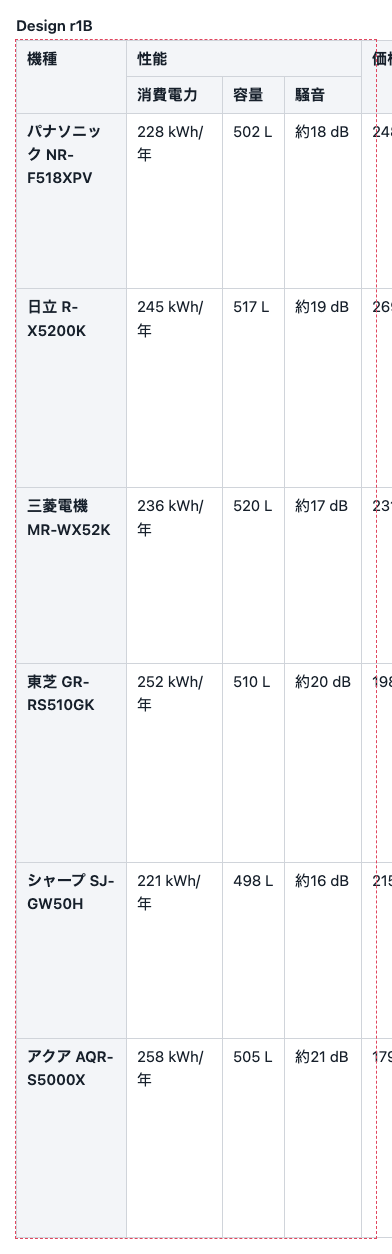 Design r1B
機種
性能
消費電力
容量
騒音
パナソニッ
ク NR-
F518XPV
228 kWh/
年
502 L
約18 dB
日立 R-
X5200K
245 kWh/
年
517 L
約19 dB
三菱電機
MR-WX52K
236 kWh/
年
520 L
約17 dB
東芝 GR-
RS510GK
252 kWh/
年
510 L
約20 dB
シャープ SJ-
GW50H
221 kWh/
年
498 L
約16 dB
アクア AQR-
S5000X
258 kWh/
年
505 L
約21 dB